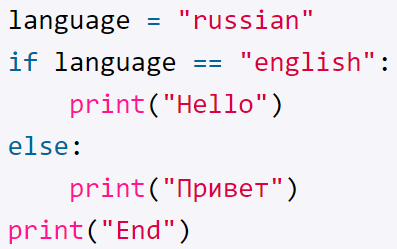 language = "russian"
if language == "english":
    print("Hello")
else:
    print("Привет")
print("End")